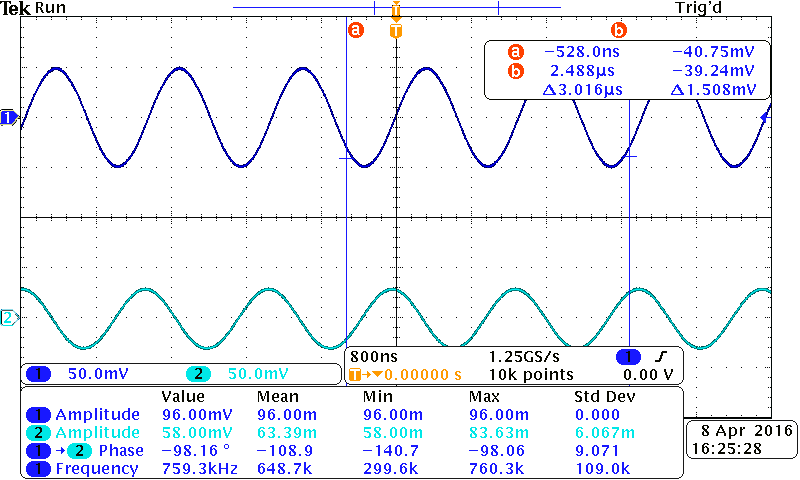 Tek Run T Trig'd
a T b
a −528.0ns −40.75mV
b 2.488µs −39.24mV
Δ3.016µs Δ1.508mV
1
2
1 50.0mV 2 50.0mV
800ns 1.25GS/s 1
T→▼0.00000 s 10k points 0.00 V
Value Mean Min Max Std Dev
1 Amplitude 96.00mV 96.00m 96.00m 96.00m 0.000
2 Amplitude 58.00mV 63.39m 58.00m 83.63m 6.067m
1 → 2 Phase −98.16 ° −108.9 −140.7 −98.06 9.071
1 Frequency 759.3kHz 648.7k 299.6k 760.3k 109.0k
8 Apr 2016
16:25:28